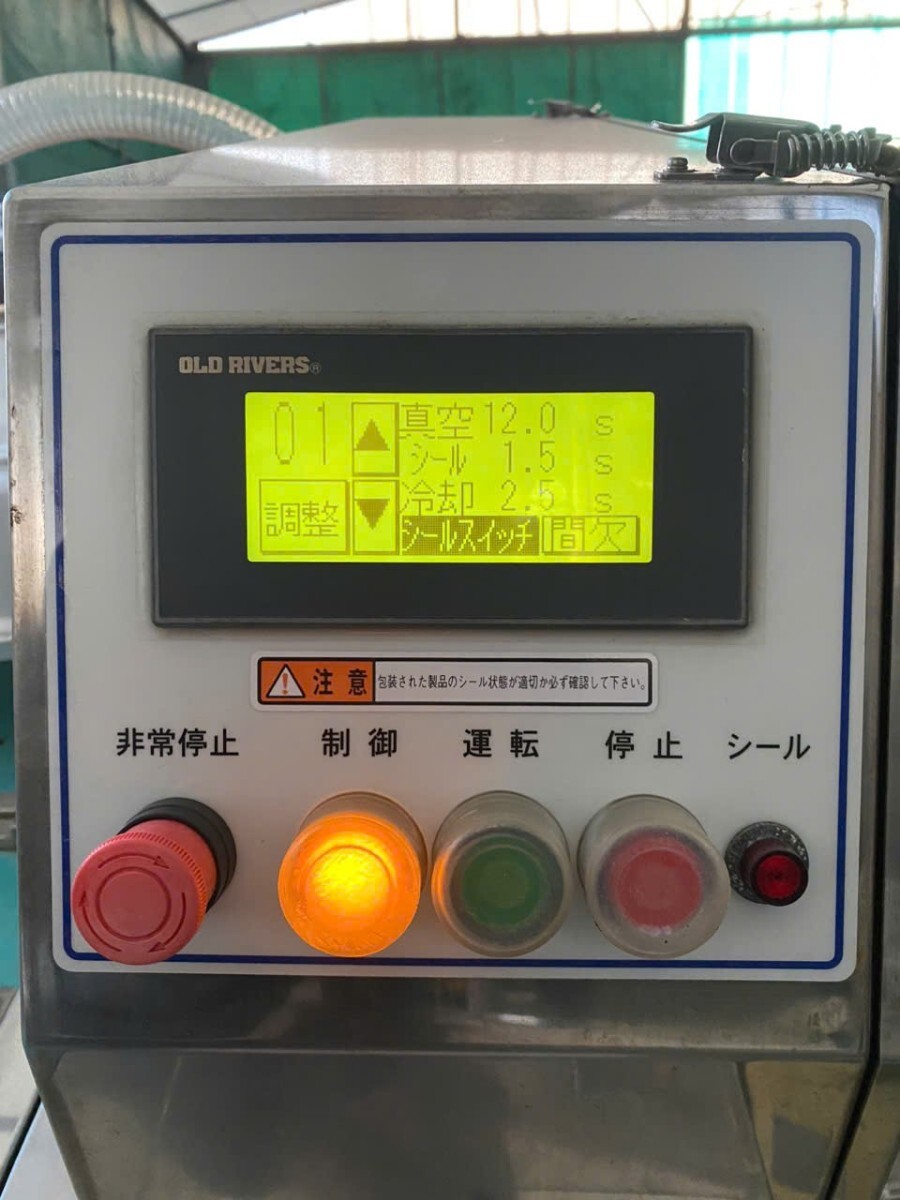 OLD RIVERS®
01 ▲ 真空 12.0 s
シール 1.5 s
調整 ▼ 冷却 2.5 s
シールスイッチ 間欠
注意 包装された製品のシール状態が適切か必ず確認して下さい。
非常停止 制御 運転 停止 シール